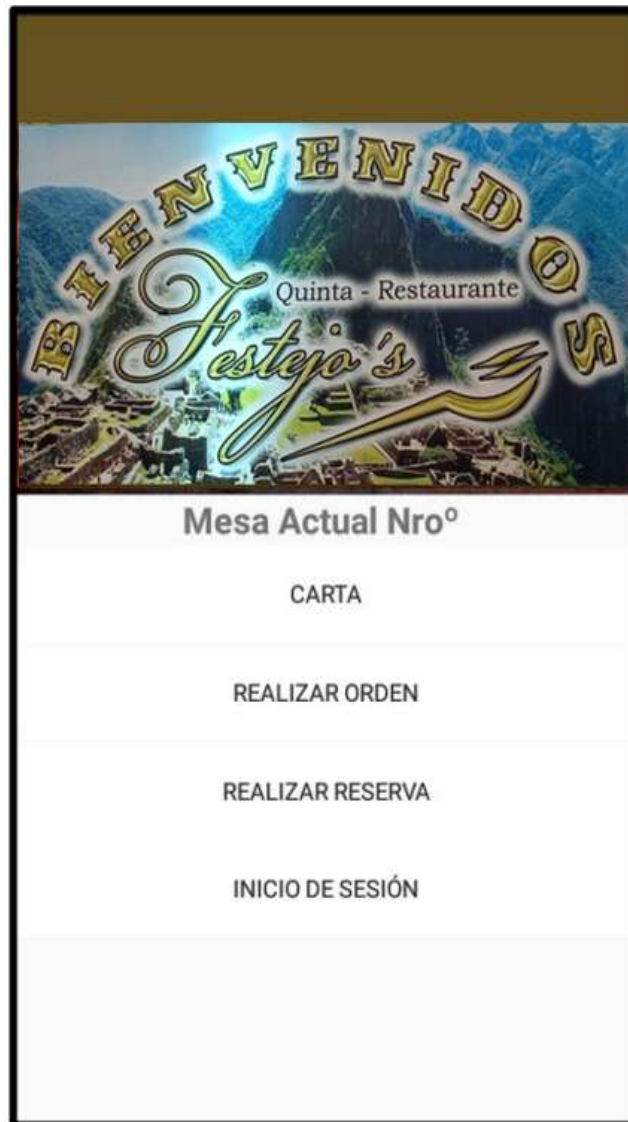 BIENVENIDOS
Quinta - Restaurante
Festejo's
Mesa Actual Nroº
CARTA
REALIZAR ORDEN
REALIZAR RESERVA
INICIO DE SESIÓN